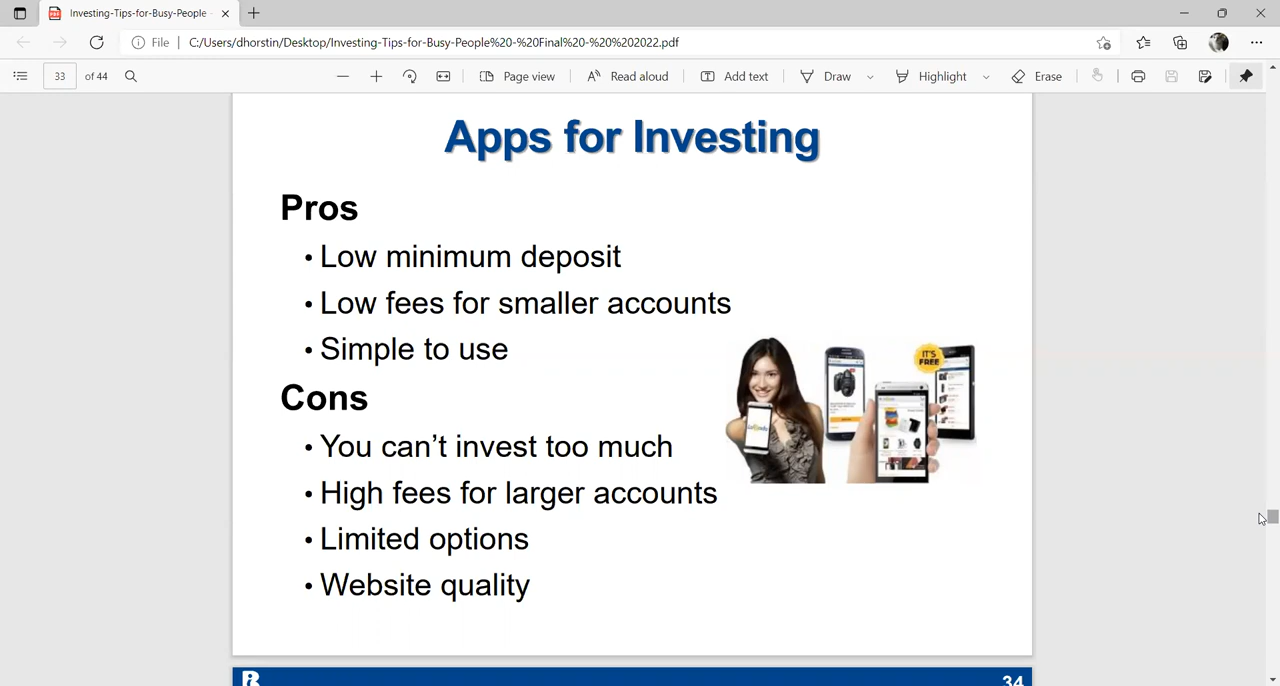 Investing-Tips-for-Busy-People
File
C:/Users/dhorstin/Desktop/Investing-Tips-for-Busy-People%20-%20Final%20-%20%202022.pdf
33 of 44
Page view
Read aloud
Add text
Draw
Highlight
Erase
Apps for Investing
Pros
• Low minimum deposit
• Low fees for smaller accounts
• Simple to use
IT'S
FREE
Cons
• You can’t invest too much
• High fees for larger accounts
• Limited options
• Website quality
34